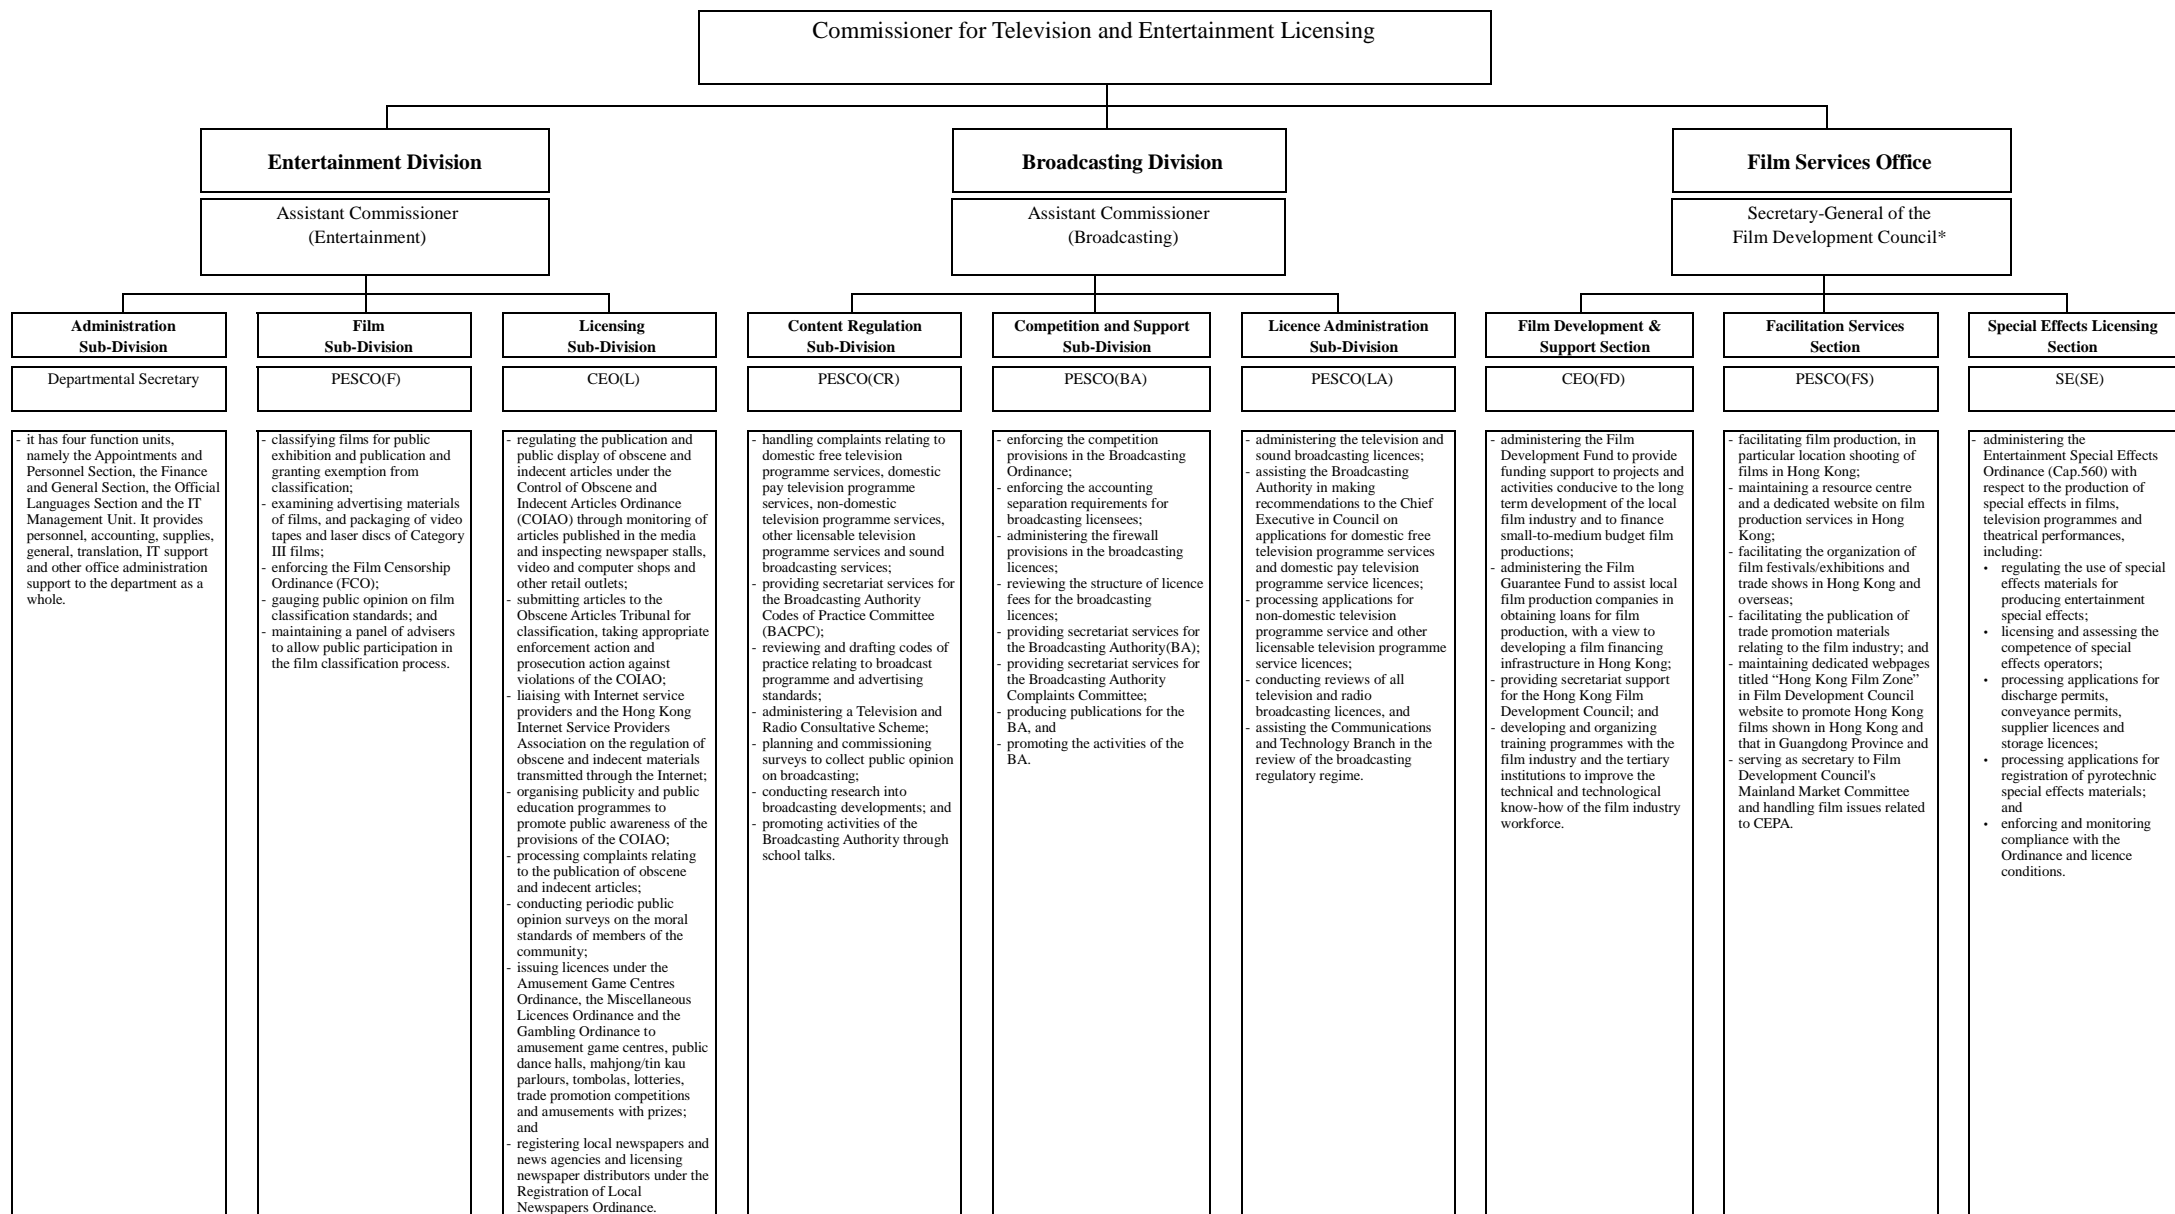 Commissioner for Television and Entertainment Licensing
Entertainment Division
Assistant Commissioner
(Entertainment)
Broadcasting Division
Assistant Commissioner
(Broadcasting)
Film Services Office
Secretary-General of the
Film Development Council*
Administration
Sub-Division
Departmental Secretary
- it has four function units,
namely the Appointments and
Personnel Section, the Finance
and General Section, the Official
Languages Section and the IT
Management Unit. It provides
personnel, accounting, supplies,
general, translation, IT support
and other office administration
support to the department as a
whole.
Film
Sub-Division
PESCO(F)
- classifying films for public
exhibition and publication and
granting exemption from
classification;
- examining advertising materials
of films, and packaging of video
tapes and laser discs of Category
III films;
- enforcing the Film Censorship
Ordinance (FCO);
- gauging public opinion on film
classification standards; and
- maintaining a panel of advisers
to allow public participation in
the film classification process.
Licensing
Sub-Division
CEO(L)
- regulating the publication and
public display of obscene and
indecent articles under the
Control of Obscene and
Indecent Articles Ordinance
(COIAO) through monitoring of
articles published in the media
and inspecting newspaper stalls,
video and computer shops and
other retail outlets;
- submitting articles to the
Obscene Articles Tribunal for
classification, taking appropriate
enforcement action and
prosecution action against
violations of the COIAO;
- liaising with Internet service
providers and the Hong Kong
Internet Service Providers
Association on the regulation of
obscene and indecent materials
transmitted through the Internet;
- organising publicity and public
education programmes to
promote public awareness of the
provisions of the COIAO;
- processing complaints relating
to the publication of obscene
and indecent articles;
- conducting periodic public
opinion surveys on the moral
standards of members of the
community;
- issuing licences under the
Amusement Game Centres
Ordinance, the Miscellaneous
Licences Ordinance and the
Gambling Ordinance to
amusement game centres, public
dance halls, mahjong/tin kau
parlours, tombolas, lotteries,
trade promotion competitions
and amusements with prizes;
and
- registering local newspapers and
news agencies and licensing
newspaper distributors under the
Registration of Local
Newspapers Ordinance.
Content Regulation
Sub-Division
PESCO(CR)
- handling complaints relating to
domestic free television
programme services, domestic
pay television programme
services, non-domestic
television programme services,
other licensable television
programme services and sound
broadcasting services;
- providing secretariat services for
the Broadcasting Authority
Codes of Practice Committee
(BACPC);
- reviewing and drafting codes of
practice relating to broadcast
programme and advertising
standards;
- administering a Television and
Radio Consultative Scheme;
- planning and commissioning
surveys to collect public opinion
on broadcasting;
- conducting research into
broadcasting developments; and
- promoting activities of the
Broadcasting Authority through
school talks.
Competition and Support
Sub-Division
PESCO(BA)
- enforcing the competition
provisions in the Broadcasting
Ordinance;
- enforcing the accounting
separation requirements for
broadcasting licensees;
- administering the firewall
provisions in the broadcasting
licences;
- reviewing the structure of licence
fees for the broadcasting
licences;
- providing secretariat services for
the Broadcasting Authority(BA);
- providing secretariat services for
the Broadcasting Authority
Complaints Committee;
- producing publications for the
BA, and
- promoting the activities of the
BA.
Licence Administration
Sub-Division
PESCO(LA)
- administering the television and
sound broadcasting licences;
- assisting the Broadcasting
Authority in making
recommendations to the Chief
Executive in Council on
applications for domestic free
television programme services
and domestic pay television
programme service licences;
- processing applications for
non-domestic television
programme service and other
licensable television programme
service licences;
- conducting reviews of all
television and radio
broadcasting licences, and
- assisting the Communications
and Technology Branch in the
review of the broadcasting
regulatory regime.
Film Development &
Support Section
CEO(FD)
- administering the Film
Development Fund to provide
funding support to projects and
activities conducive to the long
term development of the local
film industry and to finance
small-to-medium budget film
productions;
- administering the Film
Guarantee Fund to assist local
film production companies in
obtaining loans for film
production, with a view to
developing a film financing
infrastructure in Hong Kong;
- providing secretariat support
for the Hong Kong Film
Development Council; and
- developing and organizing
training programmes with the
film industry and the tertiary
institutions to improve the
technical and technological
know-how of the film industry
workforce.
Facilitation Services
Section
PESCO(FS)
- facilitating film production, in
particular location shooting of
films in Hong Kong;
- maintaining a resource centre
and a dedicated website on film
production services in Hong
Kong;
- facilitating the organization of
film festivals/exhibitions and
trade shows in Hong Kong and
overseas;
- facilitating the publication of
trade promotion materials
relating to the film industry; and
- maintaining dedicated webpages
titled “Hong Kong Film Zone”
in Film Development Council
website to promote Hong Kong
films shown in Hong Kong and
that in Guangdong Province and
- serving as secretary to Film
Development Council's
Mainland Market Committee
and handling film issues related
to CEPA.
Special Effects Licensing
Section
SE(SE)
- administering the
Entertainment Special Effects
Ordinance (Cap.560) with
respect to the production of
special effects in films,
television programmes and
theatrical performances,
including:
• regulating the use of special
effects materials for
producing entertainment
special effects;
• licensing and assessing the
competence of special
effects operators;
• processing applications for
discharge permits,
conveyance permits,
supplier licences and
storage licences;
• processing applications for
registration of pyrotechnic
special effects materials;
and
• enforcing and monitoring
compliance with the
Ordinance and licence
conditions.